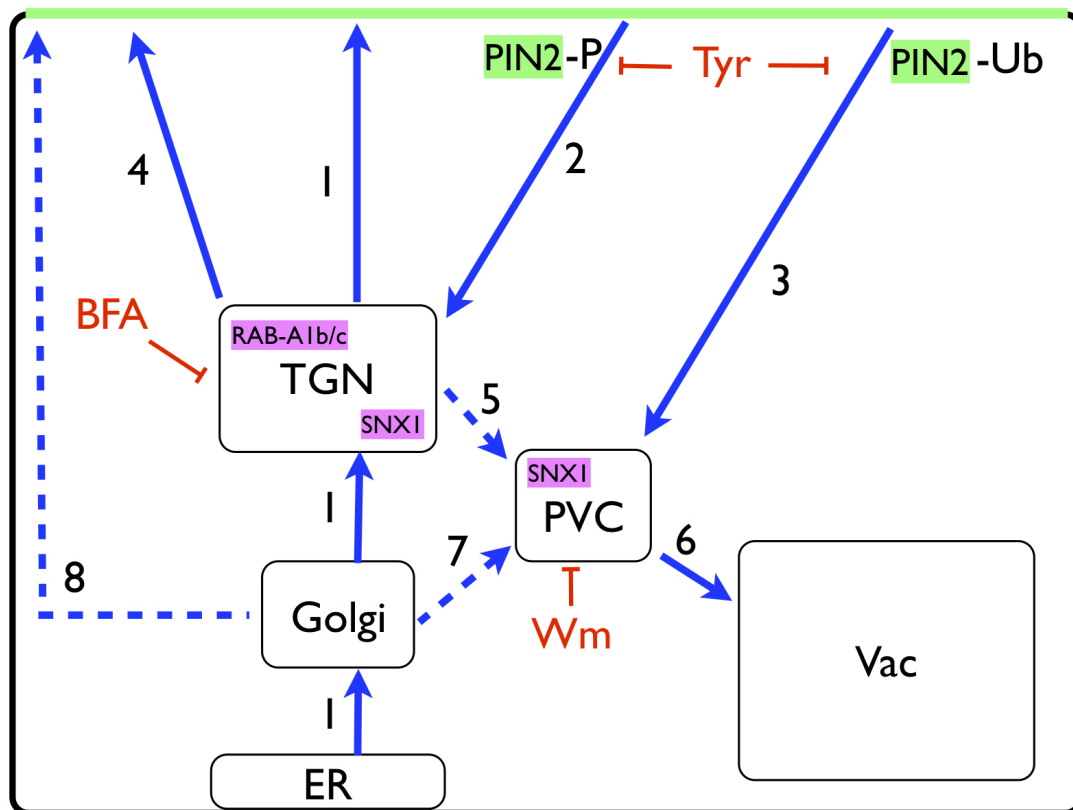 PIN2-P
Tyr
PIN2-Ub
4
1
2
3
BFA
RAB-A1b/c
TGN
SNX1
5
SNX1
PVC
1
7
6
8
Golgi
Wm
Vac
1
ER